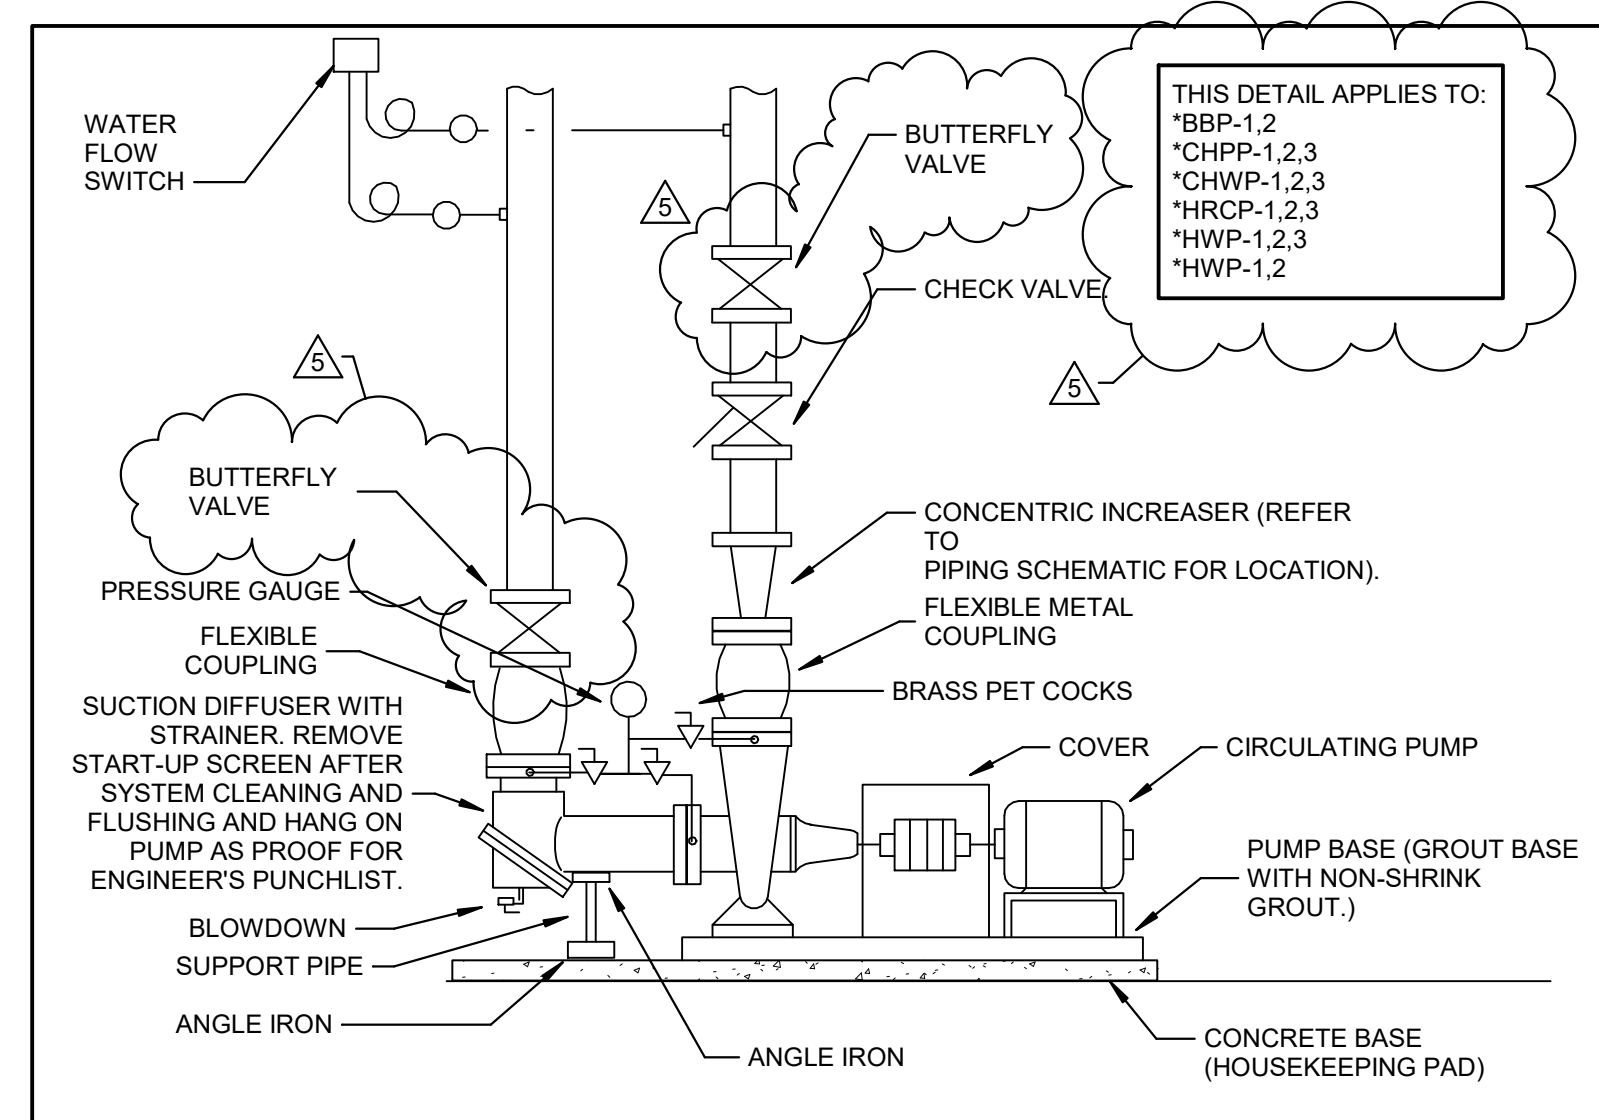 THIS DETAIL APPLIES TO:
*BBP-1,2
*CHPP-1,2,3
*CHWP-1,2,3
*HRCP-1,2,3
*HWP-1,2,3
*HWP-1,2
WATER
FLOW
SWITCH
BUTTERFLY
VALVE
5
CHECK VALVE.
5
5
BUTTERFLY
VALVE
CONCENTRIC INCREASER (REFER
TO
PIPING SCHEMATIC FOR LOCATION).
PRESSURE GAUGE
FLEXIBLE METAL
COUPLING
FLEXIBLE
COUPLING
BRASS PET COCKS
SUCTION DIFFUSER WITH
STRAINER. REMOVE
START-UP SCREEN AFTER
SYSTEM CLEANING AND
FLUSHING AND HANG ON
PUMP AS PROOF FOR
ENGINEER'S PUNCHLIST.
COVER
CIRCULATING PUMP
PUMP BASE (GROUT BASE
WITH NON-SHRINK
GROUT.)
BLOWDOWN
SUPPORT PIPE
ANGLE IRON
ANGLE IRON
CONCRETE BASE
(HOUSEKEEPING PAD)